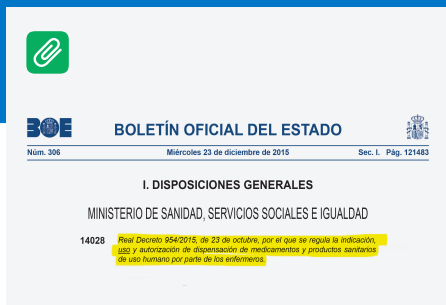 BOE
BOLETÍN OFICIAL DEL ESTADO
Núm. 306 Miércoles 23 de diciembre de 2015 Sec. I. Pág. 121483
I. DISPOSICIONES GENERALES
MINISTERIO DE SANIDAD, SERVICIOS SOCIALES E IGUALDAD
14028 Real Decreto 954/2015, de 23 de octubre, por el que se regula la indicación,
uso y autorización de dispensación de medicamentos y productos sanitarios
de uso humano por parte de los enfermeros.